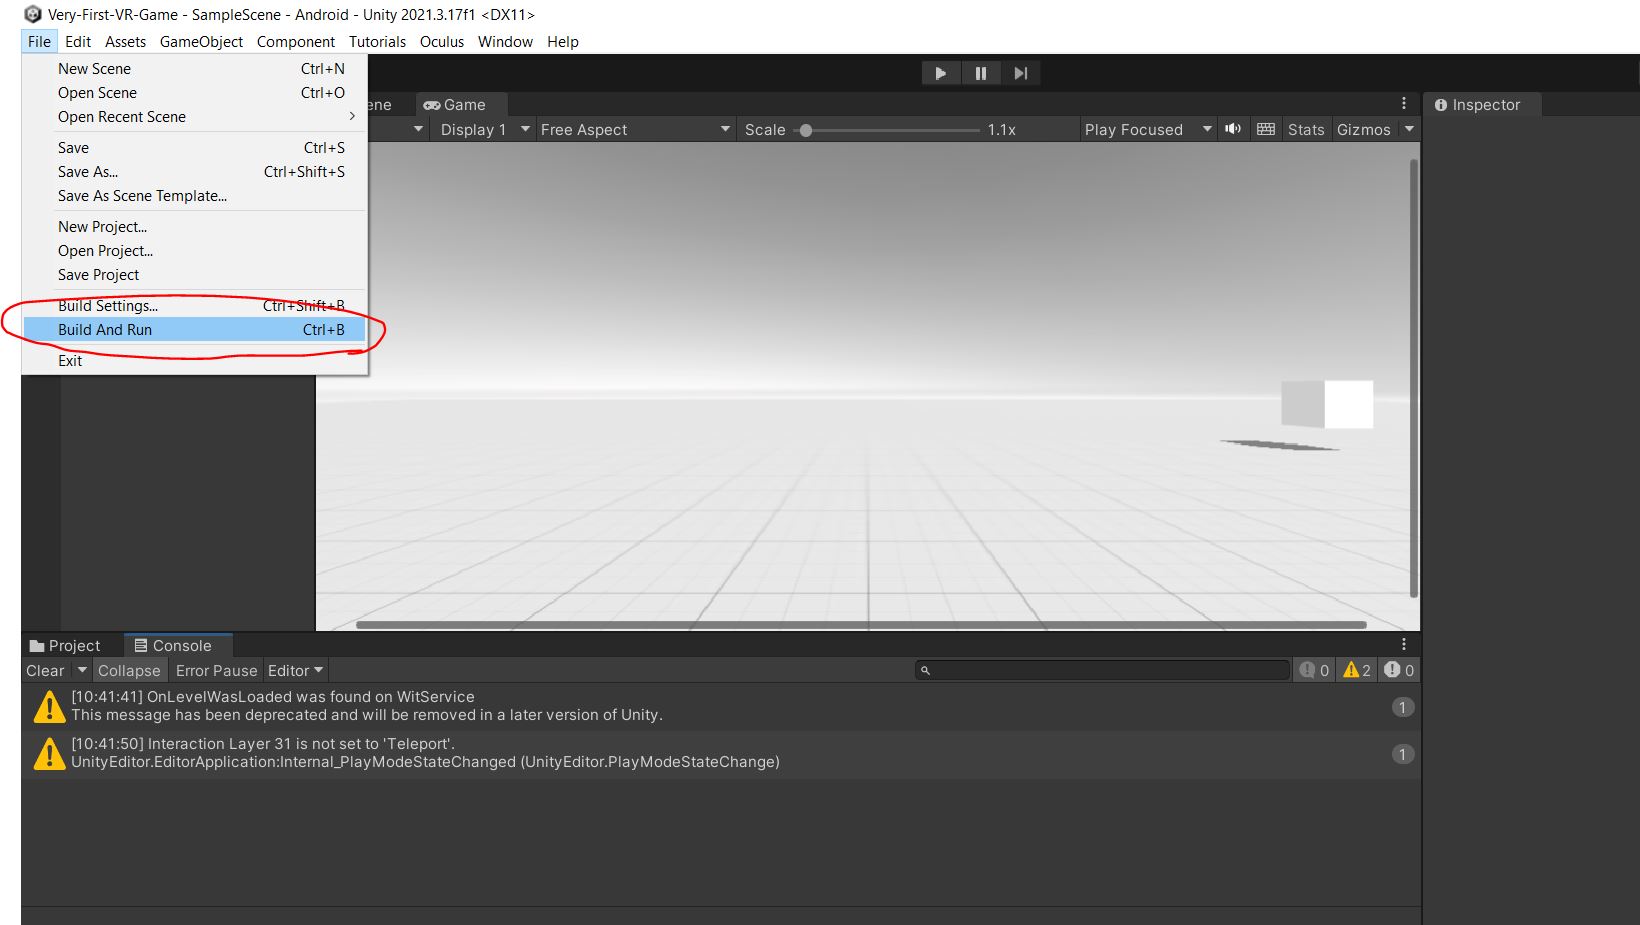 Very-First-VR-Game - SampleScene - Android - Unity 2021.3.17f1 <DX11>
File Edit Assets GameObject Component Tutorials Oculus Window Help
New Scene Ctrl+N
Open Scene Ctrl+O
Open Recent Scene
Save Ctrl+S
Save As... Ctrl+Shift+S
Save As Scene Template...
New Project...
Open Project...
Save Project
Build Settings... Ctrl+Shift+B
Build And Run Ctrl+B
Exit
ene Game
Display 1 Free Aspect Scale 1.1x Play Focused Stats Gizmos
Inspector
Project Console
Clear Collapse Error Pause Editor 0 2 0
[10:41:41] OnLevelWasLoaded was found on WitService
This message has been deprecated and will be removed in a later version of Unity.
1
[10:41:50] Interaction Layer 31 is not set to 'Teleport'.
UnityEditor.EditorApplication:Internal_PlayModeStateChanged (UnityEditor.PlayModeStateChange)
1